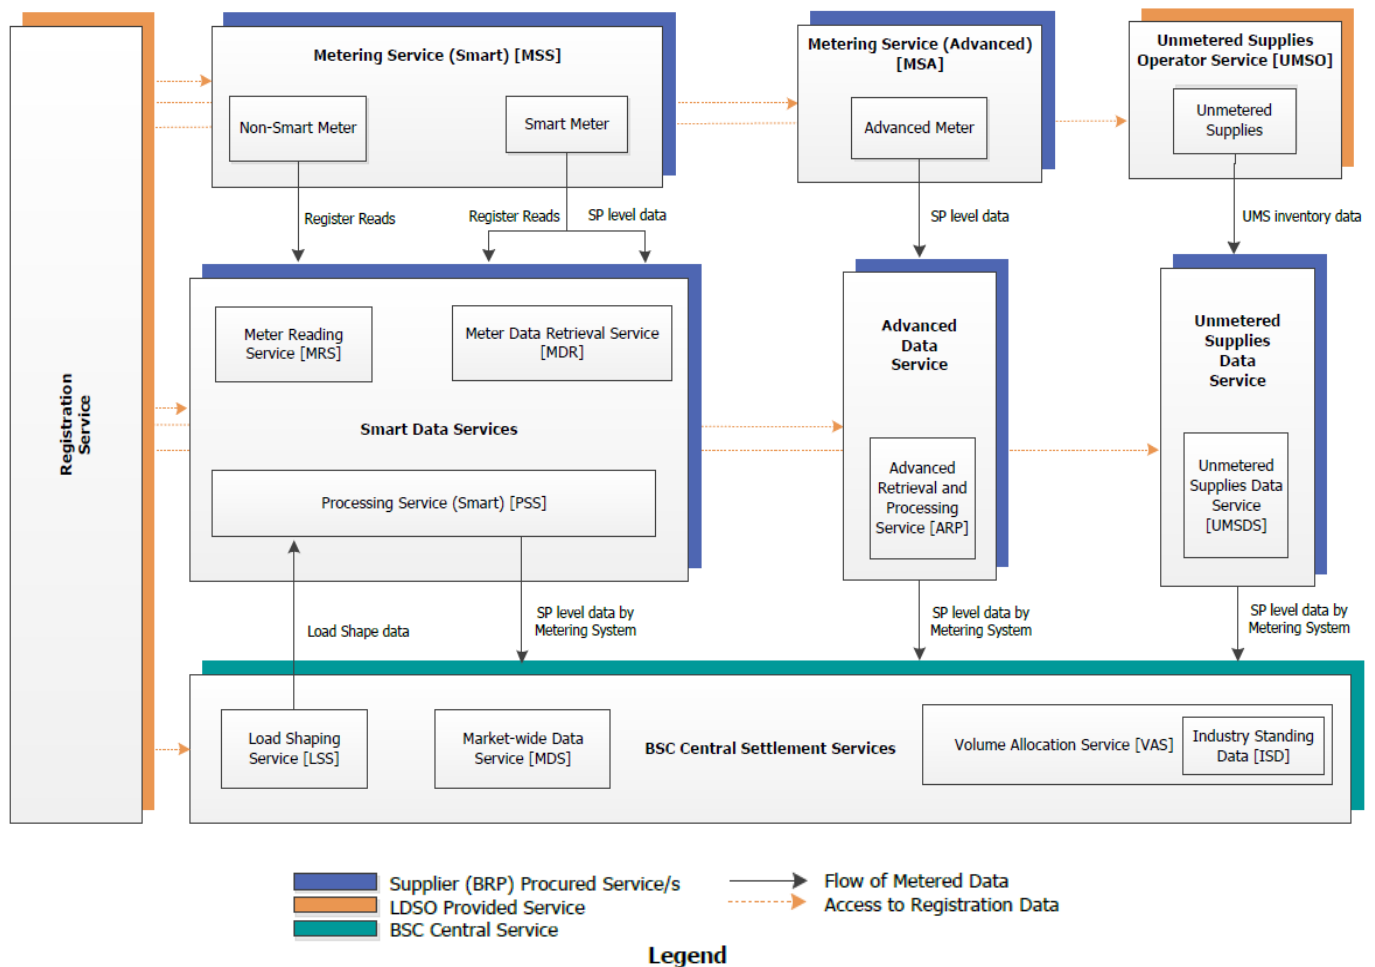 Metering Service (Smart) [MSS]
Non-Smart Meter
Smart Meter
Metering Service (Advanced)
[MSA]
Advanced Meter
Unmetered Supplies
Operator Service [UMSO]
Unmetered
Supplies
Register Reads
Register Reads
SP level data
SP level data
UMS inventory data
Registration
Service
Meter Reading
Service [MRS]
Meter Data Retrieval Service
[MDR]
Smart Data Services
Processing Service (Smart) [PSS]
Advanced
Data
Service
Advanced
Retrieval and
Processing
Service [ARP]
Unmetered
Supplies
Data
Service
Unmetered
Supplies Data
Service
[UMSDS]
Load Shape data
SP level data by
Metering System
SP level data by
Metering System
SP level data by
Metering System
Load Shaping
Service [LSS]
Market-wide Data
Service [MDS]
BSC Central Settlement Services
Volume Allocation Service [VAS]
Industry Standing
Data [ISD]
Supplier (BRP) Procured Service/s
LDSO Provided Service
BSC Central Service
Flow of Metered Data
Access to Registration Data
Legend